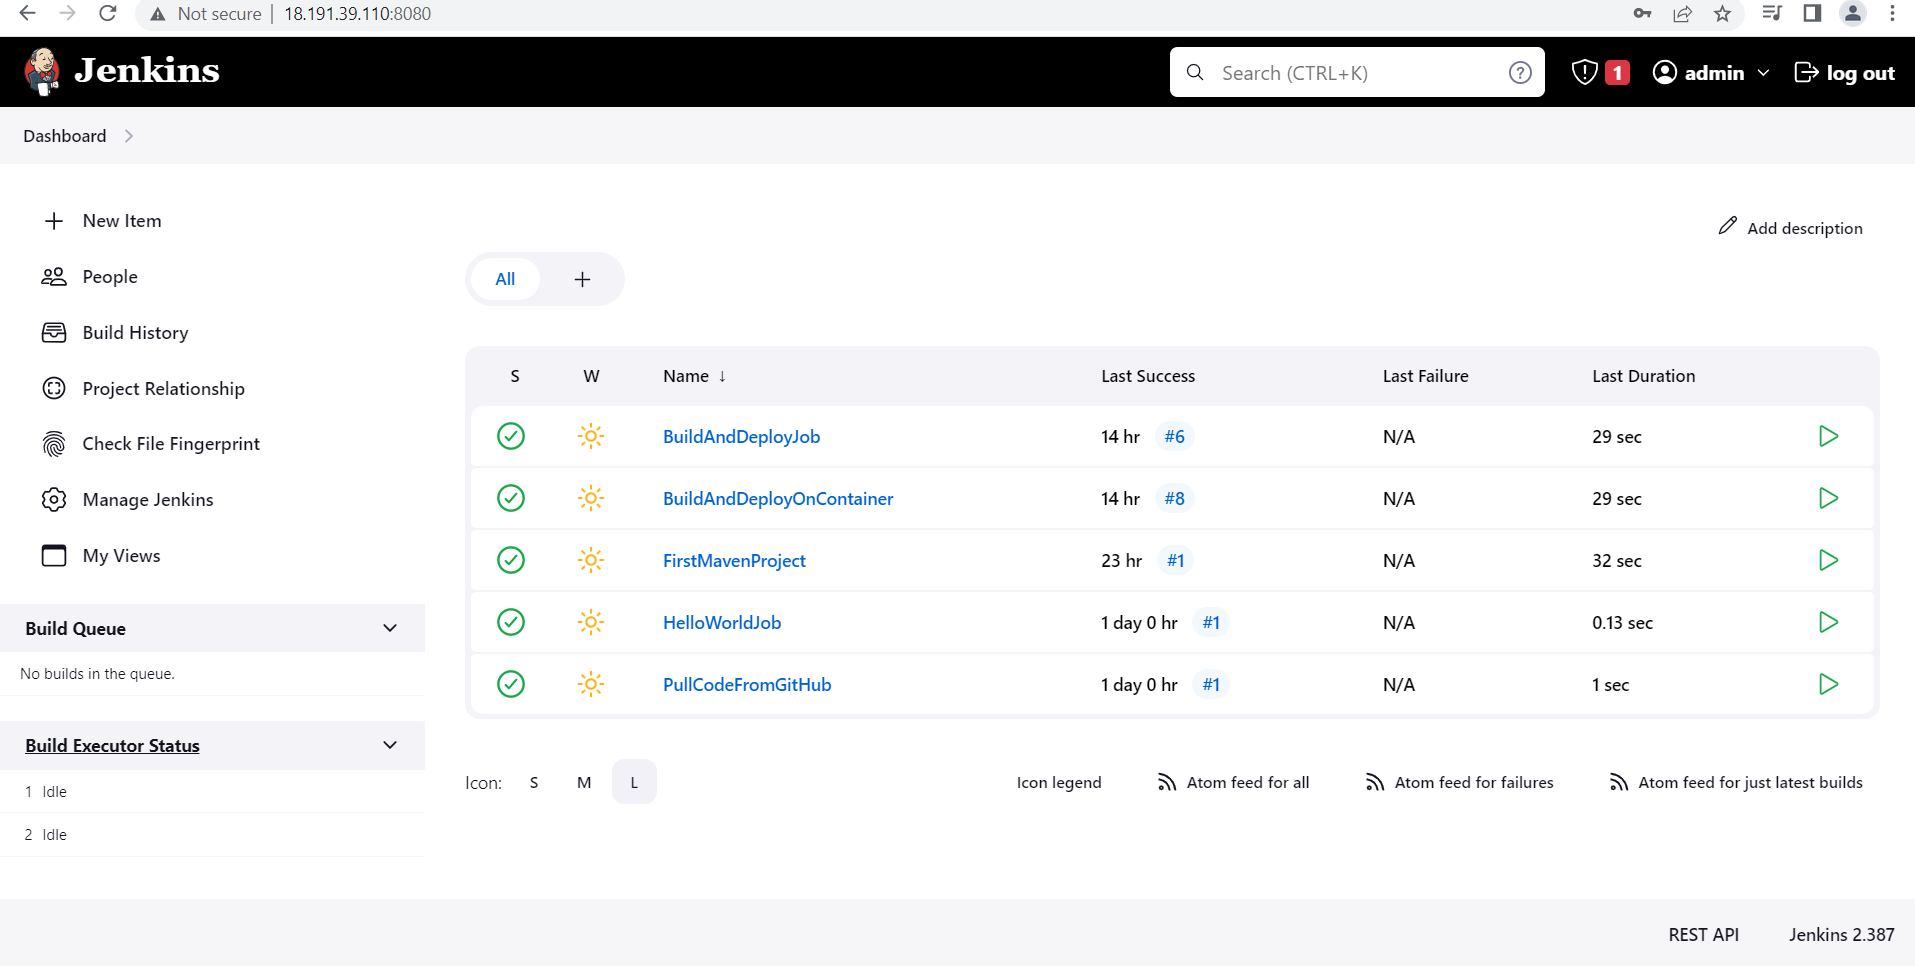 Not secure 18.191.39.110:8080
Jenkins
Search (CTRL+K)
1
admin
log out
Dashboard
New Item
People
Build History
Project Relationship
Check File Fingerprint
Manage Jenkins
My Views
Build Queue
No builds in the queue.
Build Executor Status
1 Idle
2 Idle
Add description
All +
S W Name ↓ Last Success Last Failure Last Duration
BuildAndDeployJob 14 hr #6 N/A 29 sec
BuildAndDeployOnContainer 14 hr #8 N/A 29 sec
FirstMavenProject 23 hr #1 N/A 32 sec
HelloWorldJob 1 day 0 hr #1 N/A 0.13 sec
PullCodeFromGitHub 1 day 0 hr #1 N/A 1 sec
Icon: S M L Icon legend Atom feed for all Atom feed for failures Atom feed for just latest builds
REST API Jenkins 2.387